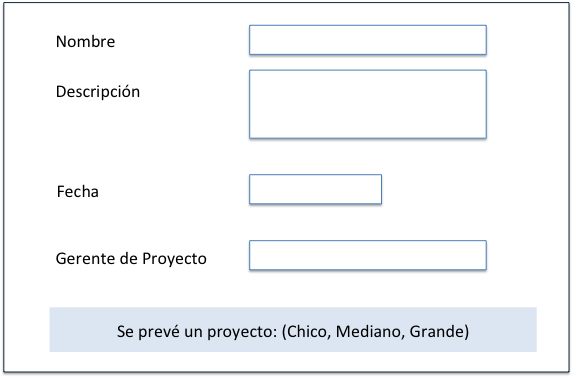 Nombre
Descripción
Fecha
Gerente de Proyecto
Se prevé un proyecto: (Chico, Mediano, Grande)